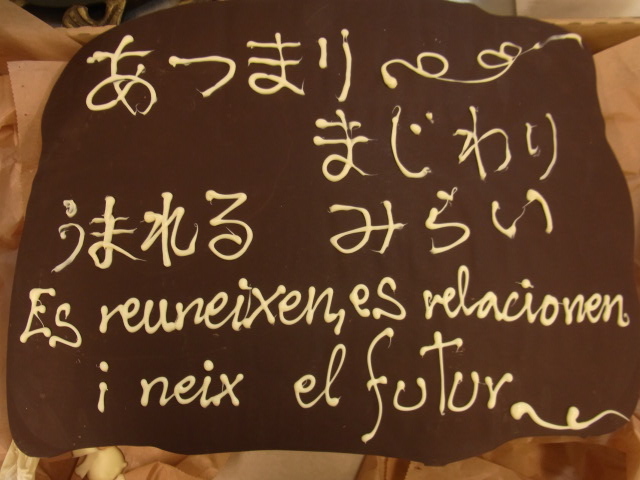 あつまり
まじわり
うまれる みらい
Es reuneixen, es relacionen
i neix el futur